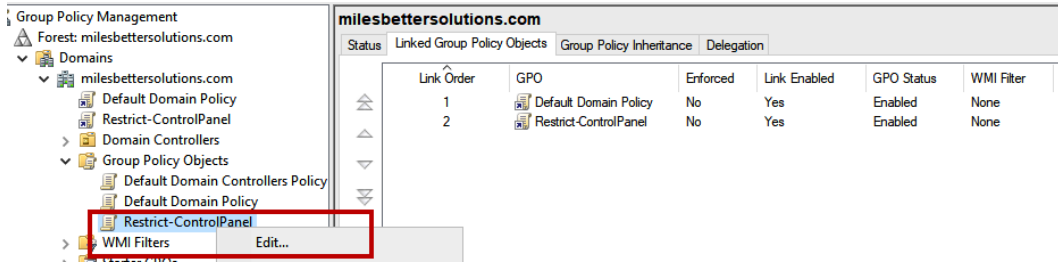 Group Policy Management
Forest: milesbettersolutions.com
Domains
milesbettersolutions.com
Default Domain Policy
Restrict-ControlPanel
Domain Controllers
Group Policy Objects
Default Domain Controllers Policy
Default Domain Policy
Restrict-ControlPanel
WMI Filters
Edit...
Starter GPOs
milesbettersolutions.com
Status Linked Group Policy Objects Group Policy Inheritance Delegation
Link Order GPO Enforced Link Enabled GPO Status WMI Filter
1 Default Domain Policy No Yes Enabled None
2 Restrict-ControlPanel No Yes Enabled None